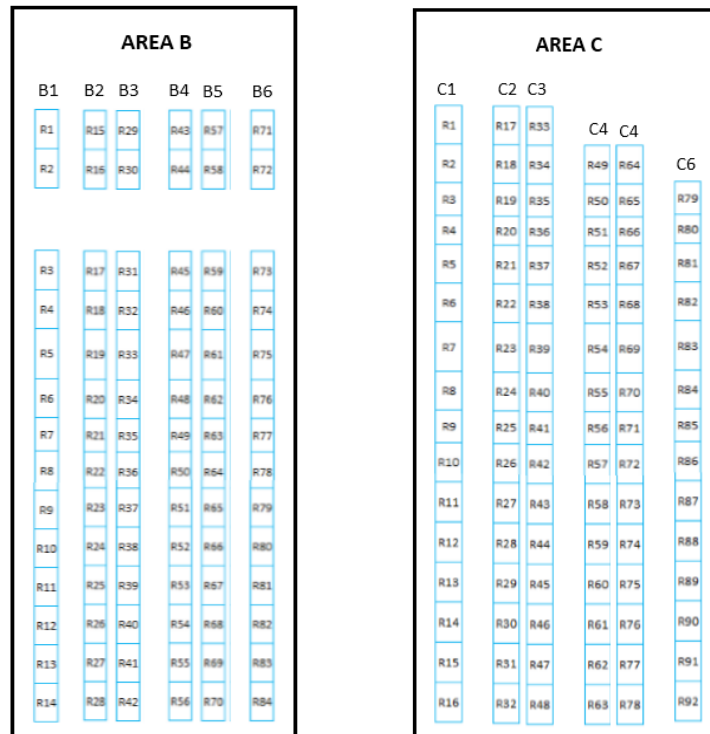 AREA B
B1 B2 B3 B4 B5 B6
R1 R15 R29 R43 R57 R71
R2 R16 R30 R44 R58 R72
R3 R17 R31 R45 R59 R73
R4 R18 R32 R46 R60 R74
R5 R19 R33 R47 R61 R75
R6 R20 R34 R48 R62 R76
R7 R21 R35 R49 R63 R77
R8 R22 R36 R50 R64 R78
R9 R23 R37 R51 R65 R79
R10 R24 R38 R52 R66 R80
R11 R25 R39 R53 R67 R81
R12 R26 R40 R54 R68 R82
R13 R27 R41 R55 R69 R83
R14 R28 R42 R56 R70 R84
AREA C
C1 C2 C3
R1 R17 R33
C4 C4
R2 R18 R34 R49 R64
C6
R3 R19 R35 R50 R65 R79
R4 R20 R36 R51 R66 R80
R5 R21 R37 R52 R67 R81
R6 R22 R38 R53 R68 R82
R7 R23 R39 R54 R69 R83
R8 R24 R40 R55 R70 R84
R9 R25 R41 R56 R71 R85
R10 R26 R42 R57 R72 R86
R11 R27 R43 R58 R73 R87
R12 R28 R44 R59 R74 R88
R13 R29 R45 R60 R75 R89
R14 R30 R46 R61 R76 R90
R15 R31 R47 R62 R77 R91
R16 R32 R48 R63 R78 R92